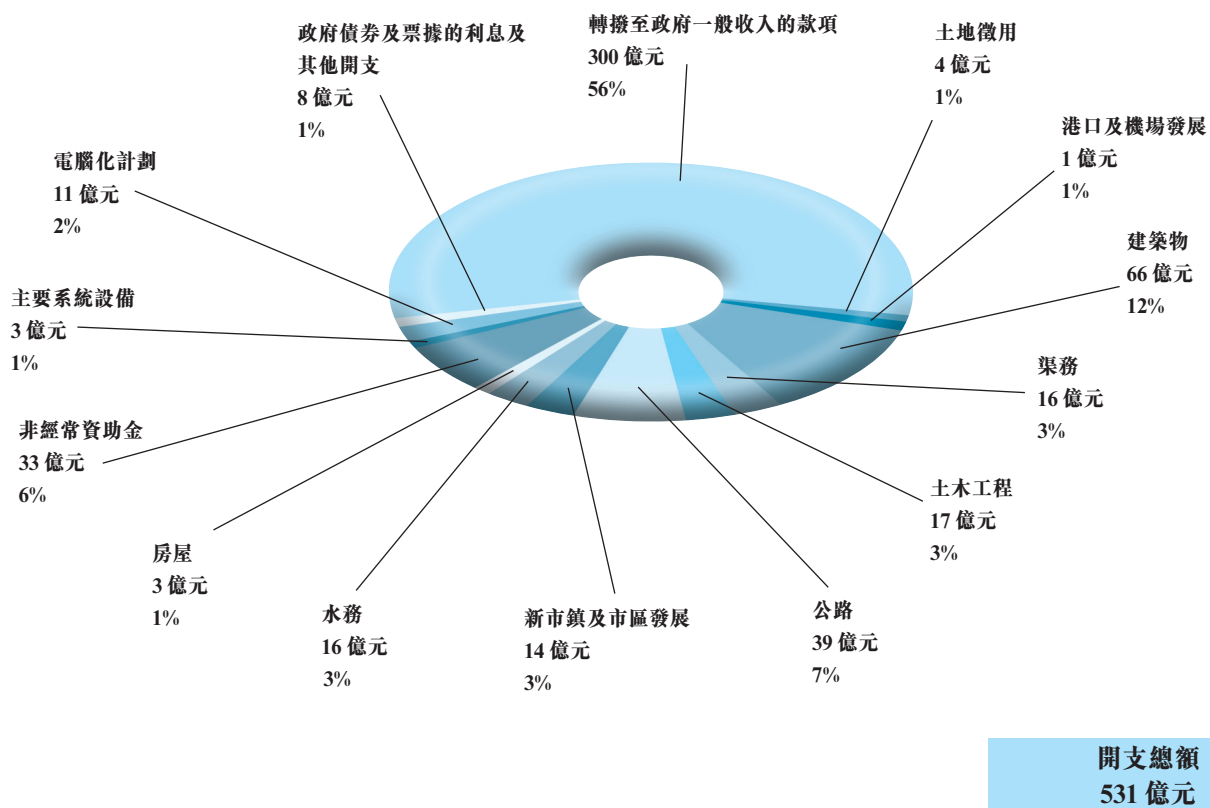 政府債券及票據的利息及
其他開支
8 億元
1%
轉撥至政府一般收入的款項
300 億元
56%
土地徵用
4 億元
1%
港口及機場發展
1 億元
1%
建築物
66 億元
12%
渠務
16 億元
3%
土木工程
17 億元
3%
公路
39 億元
7%
新市鎮及市區發展
14 億元
3%
水務
16 億元
3%
房屋
3 億元
1%
非經常資助金
33 億元
6%
主要系統設備
3 億元
1%
電腦化計劃
11 億元
2%
開支總額
531 億元